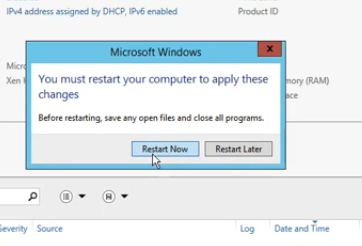 IPv4 address assigned by DHCP, IPv6 enabled
Product ID
Microsoft Windows
x
You must restart your computer to apply these
changes
Before restarting, save any open files and close all programs.
Restart Now
Restart Later
Micro
Xen
mory (RAM)
ace
Severity
Source
Log
Date and Time